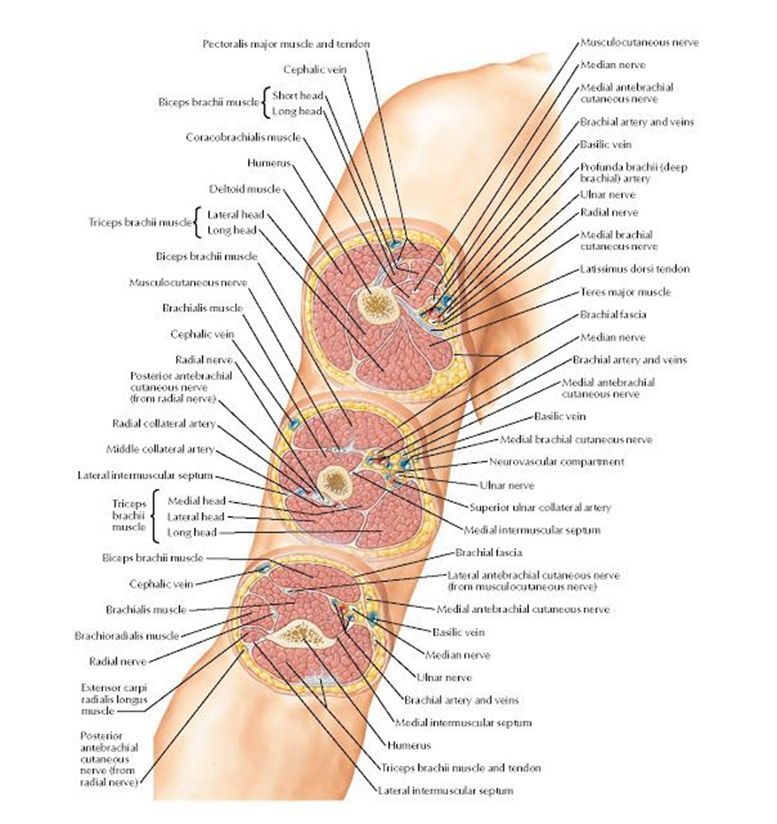 Pectoralis major muscle and tendon
Cephalic vein
Biceps brachii muscle
Short head
Long head
Coracobrachialis muscle
Humerus
Deltoid muscle
Triceps brachii muscle
Lateral head
Long head
Biceps brachii muscle
Musculocutaneous nerve
Brachialis muscle
Cephalic vein
Radial nerve
Posterior antebrachial
cutaneous nerve
(from radial nerve)
Radial collateral artery
Middle collateral artery
Lateral intermuscular septum
Triceps
brachii
muscle
Medial head
Lateral head
Long head
Biceps brachii muscle
Cephalic vein
Brachialis muscle
Brachioradialis muscle
Radial nerve
Extensor carpi
radialis longus
muscle
Posterior
antebrachial
cutaneous
nerve (from
radial nerve)
Musculocutaneous nerve
Median nerve
Medial antebrachial
cutaneous nerve
Brachial artery and veins
Basilic vein
Profunda brachii (deep
brachial) artery
Ulnar nerve
Radial nerve
Medial brachial
cutaneous nerve
Latissimus dorsi tendon
Teres major muscle
Brachial fascia
Median nerve
Brachial artery and veins
Medial antebrachial
cutaneous nerve
Basilic vein
Medial brachial cutaneous nerve
Neurovascular compartment
Ulnar nerve
Superior ulnar collateral artery
Medial intermuscular septum
Brachial fascia
Lateral antebrachial cutaneous nerve
(from musculocutaneous nerve)
Medial antebrachial cutaneous nerve
Basilic vein
Median nerve
Ulnar nerve
Brachial artery and veins
Medial intermuscular septum
Humerus
Triceps brachii muscle and tendon
Lateral intermuscular septum